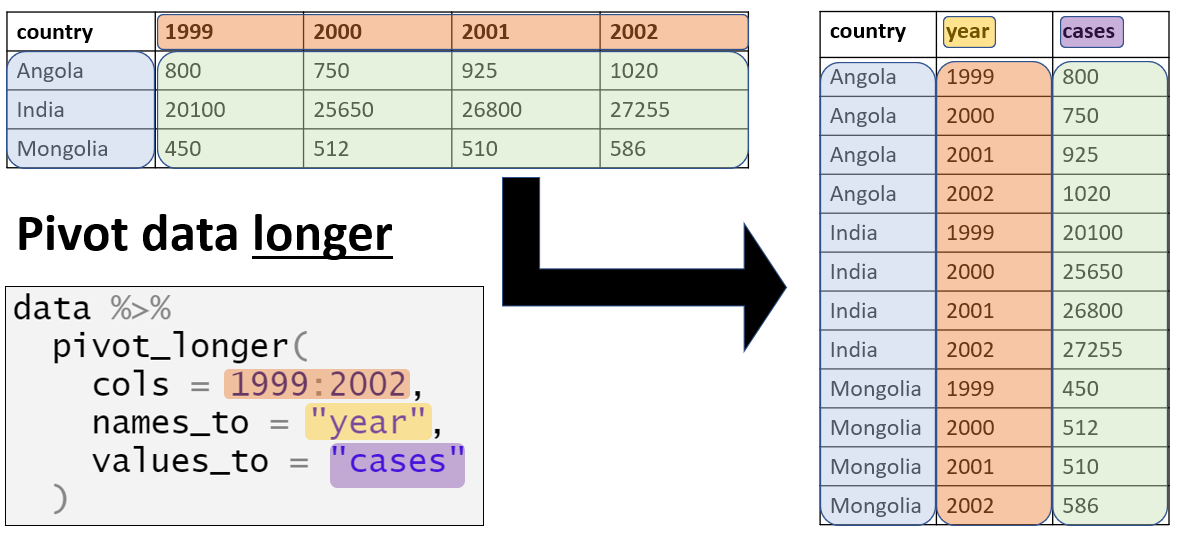 country 1999 2000 2001 2002
Angola 800 750 925 1020
India 20100 25650 26800 27255
Mongolia 450 512 510 586
Pivot data longer
data %>%
pivot_longer(
cols = 1999:2002,
names_to = "year",
values_to = "cases"
)
country year cases
Angola 1999 800
Angola 2000 750
Angola 2001 925
Angola 2002 1020
India 1999 20100
India 2000 25650
India 2001 26800
India 2002 27255
Mongolia 1999 450
Mongolia 2000 512
Mongolia 2001 510
Mongolia 2002 586